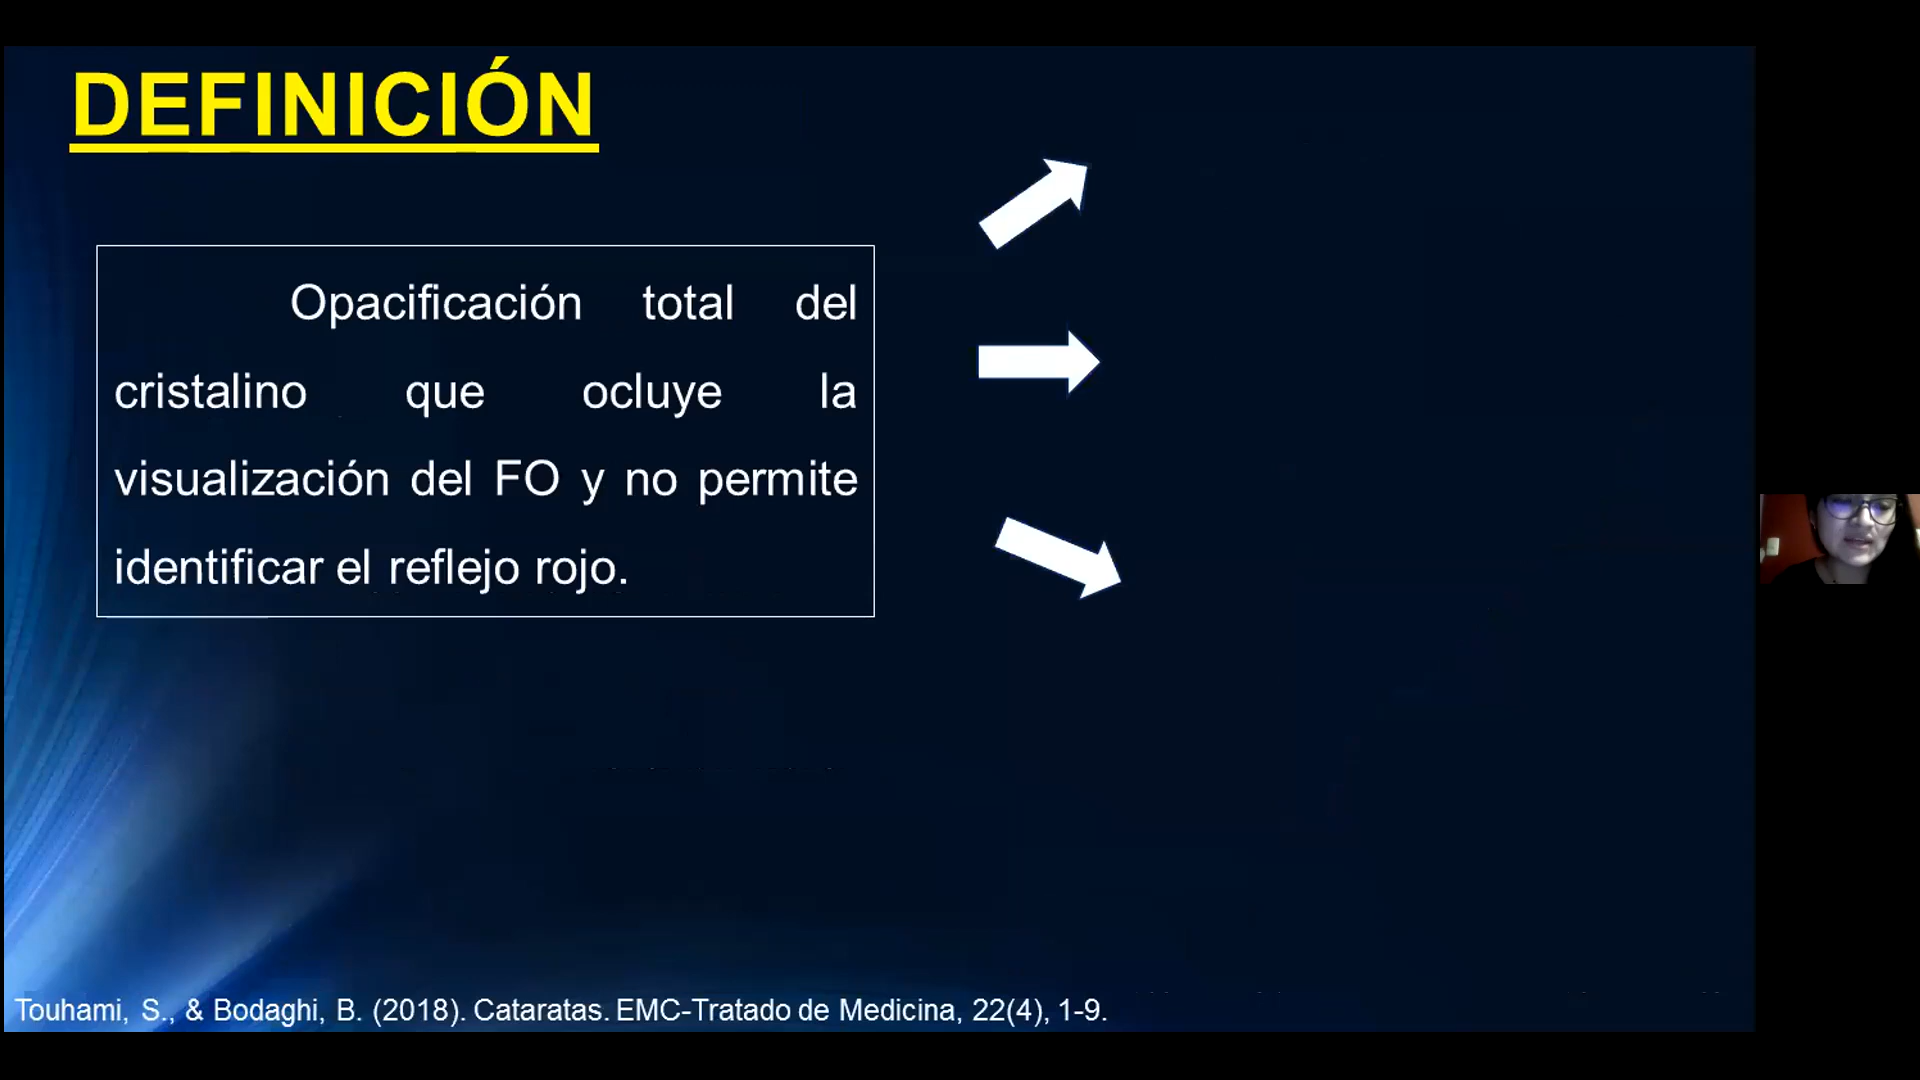 DEFINICIÓN
Opacificación total del
cristalino que ocluye la
visualización del FO y no permite
identificar el reflejo rojo.
Touhami, S., & Bodaghi, B. (2018). Cataratas. EMC-Tratado de Medicina, 22(4), 1-9.